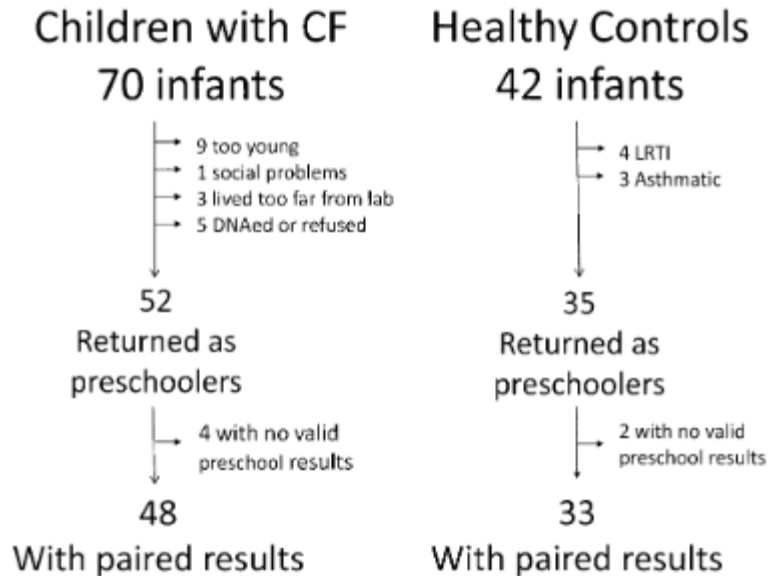 Children with CF
70 infants
9 too young
1 social problems
3 lived too far from lab
5 DNAed or refused
52
Returned as
preschoolers
4 with no valid
preschool results
48
With paired results
Healthy Controls
42 infants
4 LRTI
3 Asthmatic
35
Returned as
preschoolers
2 with no valid
preschool results
33
With paired results